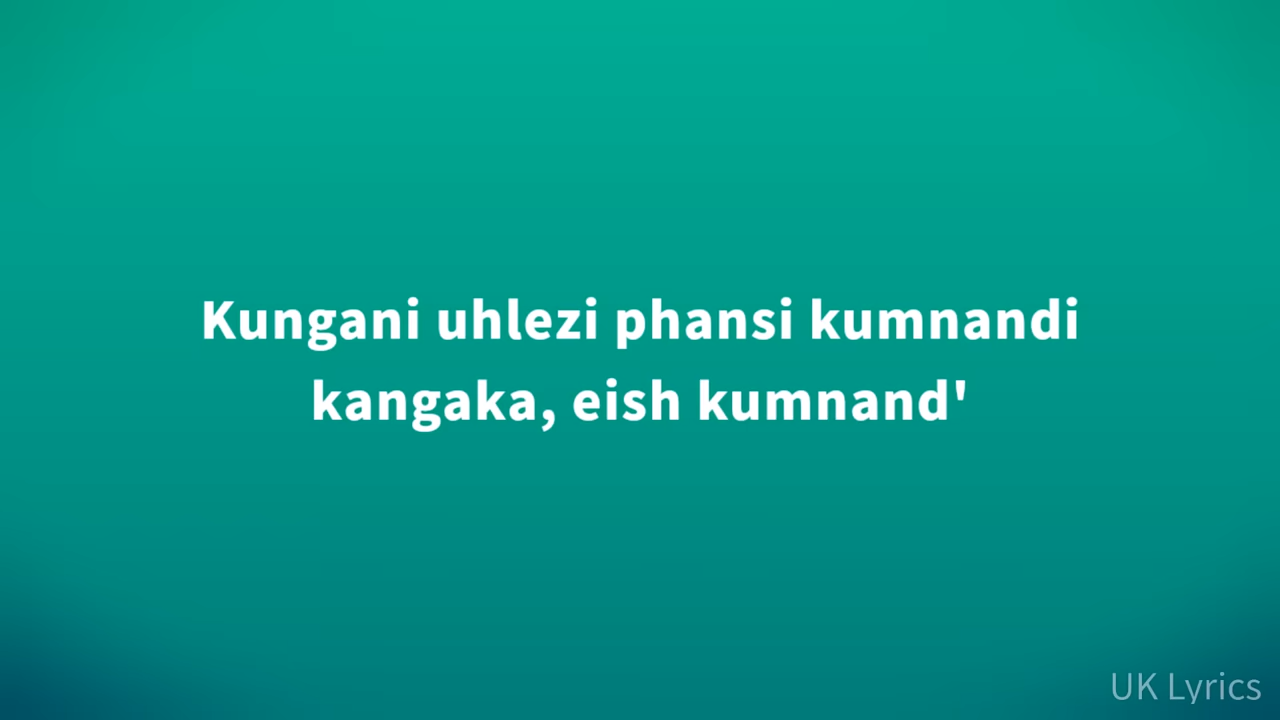 Kungani uhlezi phansi kumnandi
kangaka, eish kumnand'
UK Lyrics